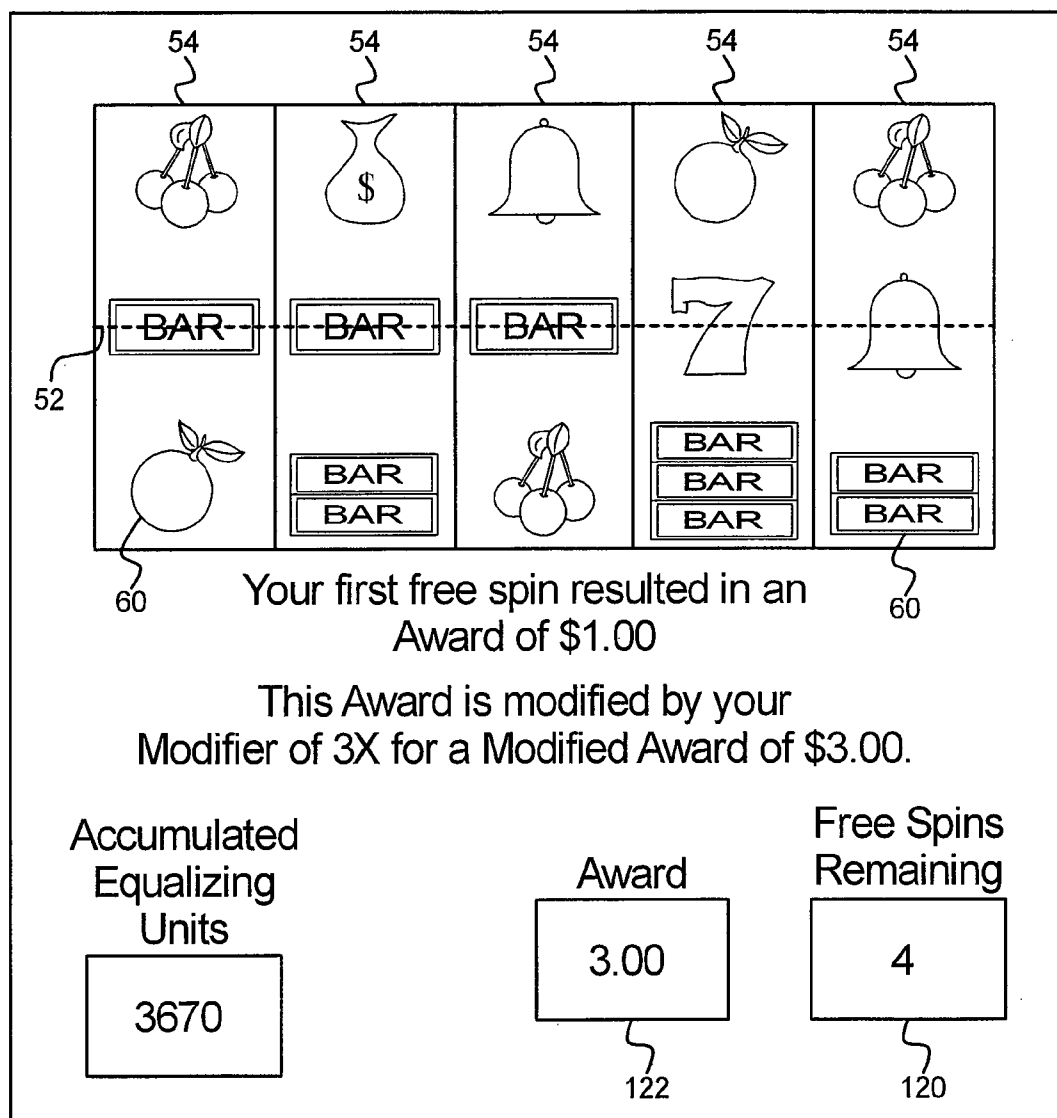 54 54 54 54 54
$
BAR BAR BAR 7
52
BAR
BAR BAR BAR
BAR BAR BAR
60 60
Your first free spin resulted in an
Award of $1.00
This Award is modified by your
Modifier of 3X for a Modified Award of $3.00.
Accumulated
Equalizing
Units
3670
Award
3.00
122
Free Spins
Remaining
4
120